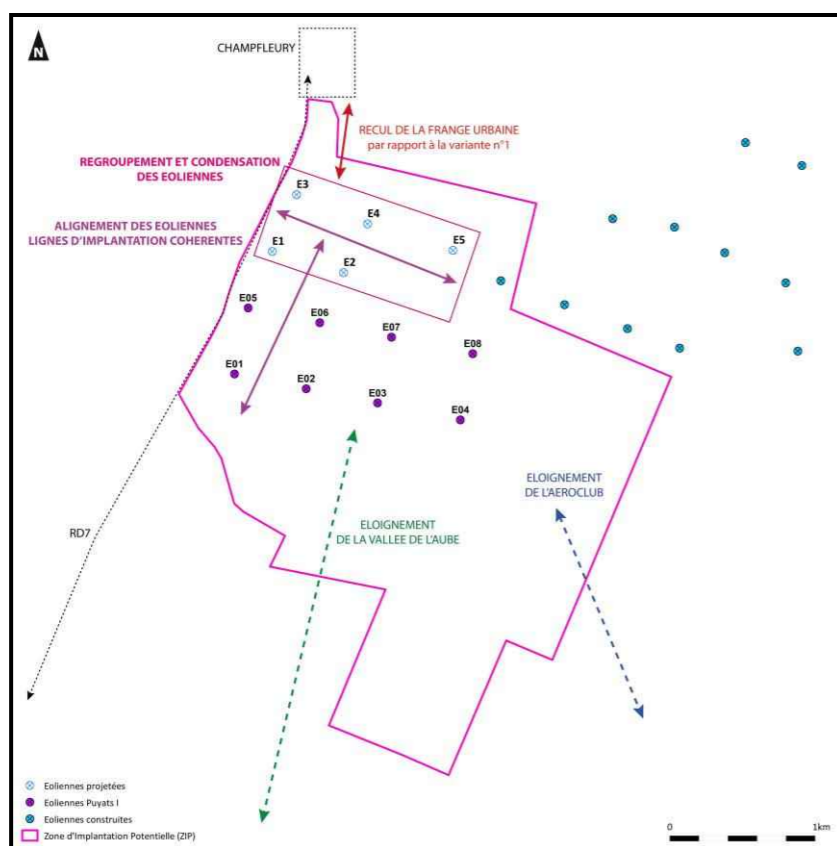 CHAMPFLEURY
N
RECUL DE LA FRANGE URBAINE
par rapport à la variante n°1
REGROUPEMENT ET CONDENSATION
DES EOLIENNES
E3
E4
ALIGNEMENT DES EOLIENNES
LIGNES D'IMPLANTATION COHERENTES
E1
E5
E2
E05
E06
E07
E08
E01
E02
E03
E04
ELOIGNEMENT
DE L'AEROCLUB
RD7
ELOIGNEMENT
DE LA VALLEE DE L'AUBE
Eoliennes projetées
Eoliennes Puyats I
Eoliennes construites
Zone d'Implantation Potentielle (ZIP)
0 1km